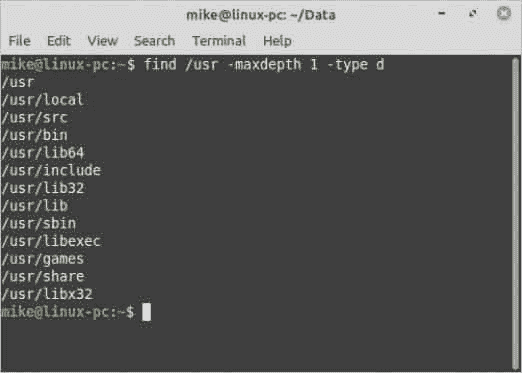 mike@linux-pc: ~/Data
File Edit View Search Terminal Help
mike@linux-pc:~$ find /usr -maxdepth 1 -type d
/usr
/usr/local
/usr/src
/usr/bin
/usr/lib64
/usr/include
/usr/lib32
/usr/lib
/usr/sbin
/usr/libexec
/usr/games
/usr/share
/usr/libx32
mike@linux-pc:~$